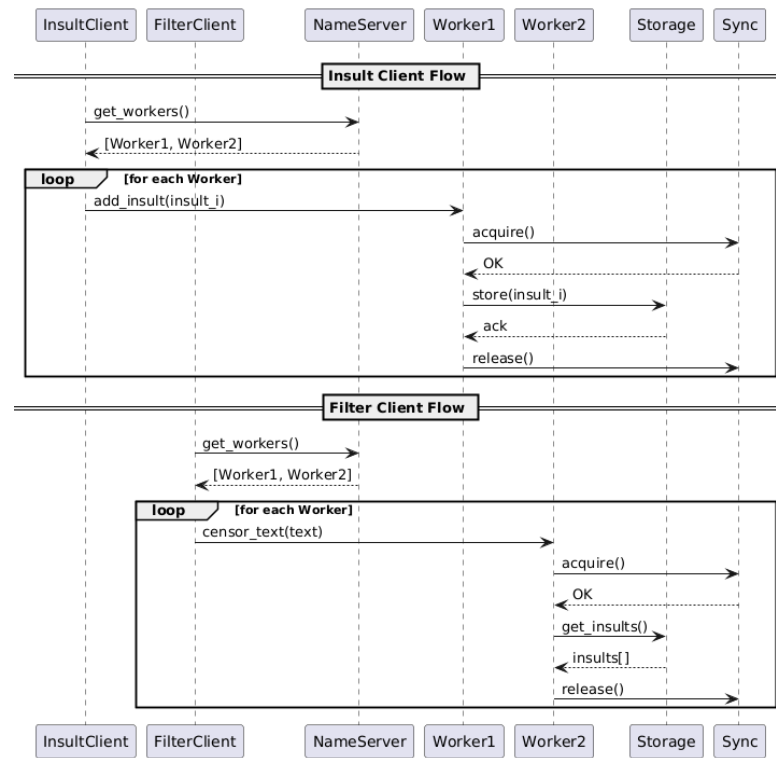 InsultClient FilterClient NameServer Worker1 Worker2 Storage Sync
Insult Client Flow
get_workers()
[Worker1, Worker2]
loop [for each Worker]
add_insult(insult_i)
acquire()
OK
store(insult_i)
ack
release()
Filter Client Flow
get_workers()
[Worker1, Worker2]
loop [for each Worker]
censor_text(text)
acquire()
OK
get_insults()
insults[]
release()
InsultClient FilterClient NameServer Worker1 Worker2 Storage Sync